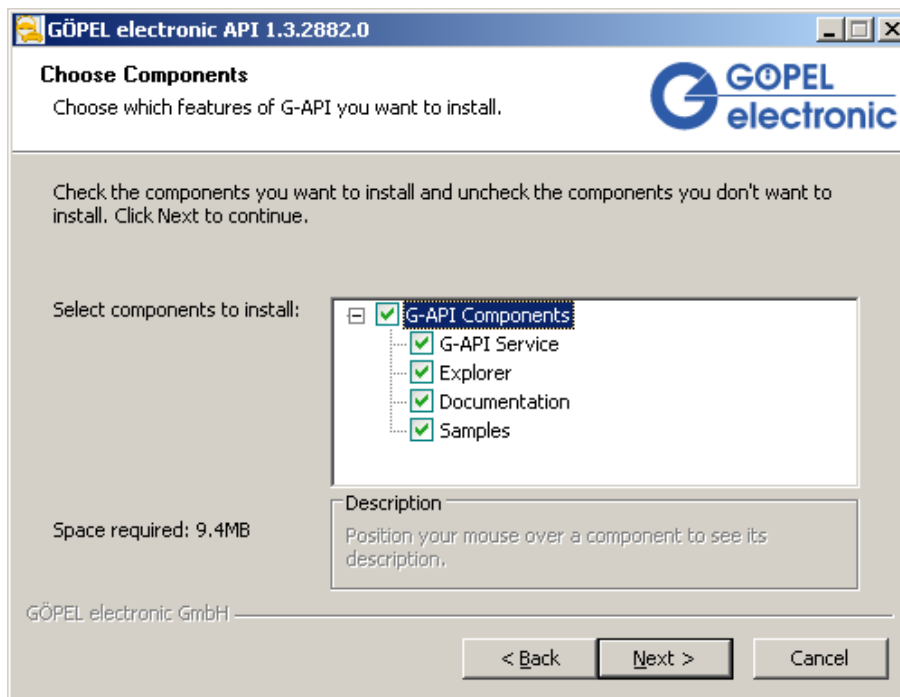 GÖPEL electronic API 1.3.2882.0
Choose Components
Choose which features of G-API you want to install.
GÖPEL
electronic
Check the components you want to install and uncheck the components you don't want to
install. Click Next to continue.
Select components to install:
G-API Components
G-API Service
Explorer
Documentation
Samples
Space required: 9.4MB
Description
Position your mouse over a component to see its
description.
GÖPEL electronic GmbH
< Back
Next >
Cancel